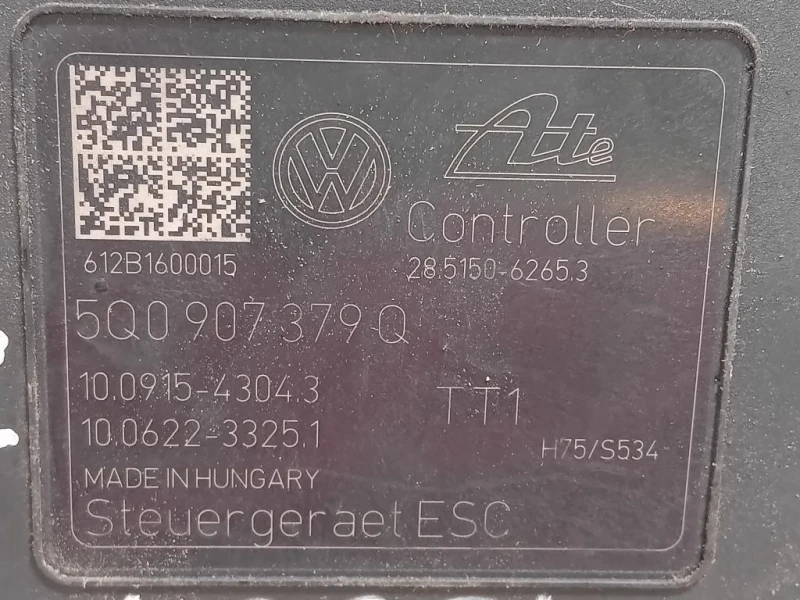 VW
Ate
Controller
612B1600015
28.5150-6265.3
5Q0 907 379 Q
10.0915-4304.3
TT1
10.0622-3325.1
H75/S534
MADE IN HUNGARY
Steuergeraet ESC